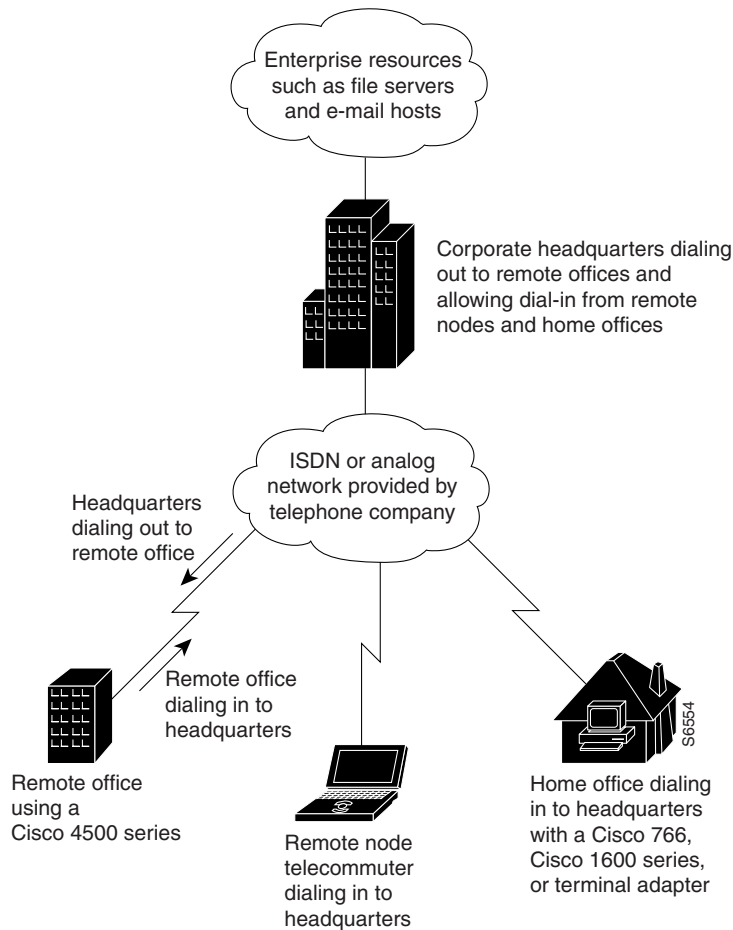 Enterprise resources
such as file servers
and e-mail hosts
Corporate headquarters dialing
out to remote offices and
allowing dial-in from remote
nodes and home offices
ISDN or analog
network provided by
telephone company
Headquarters
dialing out to
remote office
Remote office
dialing in to
headquarters
S6554
Remote office
using a
Cisco 4500 series
Remote node
telecommuter
dialing in to
headquarters
Home office dialing
in to headquarters
with a Cisco 766,
Cisco 1600 series,
or terminal adapter